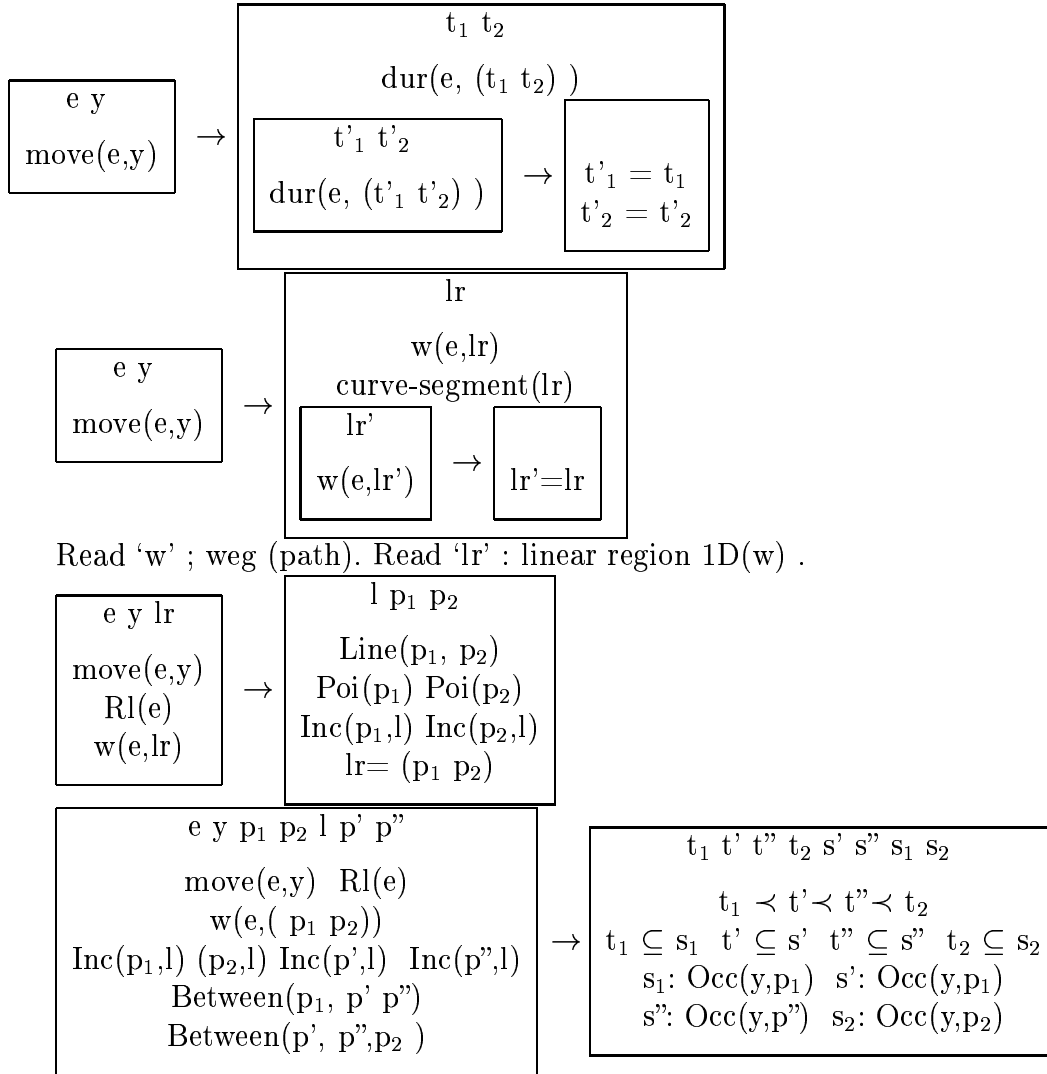 t₁ t₂
dur(e, (t₁ t₂) )
e y
move(e,y)
→
t'₁ t'₂
dur(e, (t'₁ t'₂) )
→
t'₁ = t₁
t'₂ = t'₂
lr
w(e,lr)
curve-segment(lr)
e y
move(e,y)
→
lr'
w(e,lr')
→
lr'=lr
Read ‘w’ ; weg (path). Read ‘lr’ : linear region 1D(w) .
e y lr
move(e,y)
Rl(e)
w(e,lr)
→
l p₁ p₂
Line(p₁, p₂)
Poi(p₁) Poi(p₂)
Inc(p₁,l) Inc(p₂,l)
lr= (p₁ p₂)
e y p₁ p₂ l p' p"
move(e,y) Rl(e)
w(e,( p₁ p₂))
Inc(p₁,l) (p₂,l) Inc(p',l) Inc(p",l)
Between(p₁, p' p")
Between(p', p",p₂ )
→
t₁ t' t" t₂ s' s" s₁ s₂
t₁ ≺ t'≺ t"≺ t₂
t₁ ⊆ s₁ t' ⊆ s' t" ⊆ s" t₂ ⊆ s₂
s₁: Occ(y,p₁) s': Occ(y,p₁)
s": Occ(y,p") s₂: Occ(y,p₂)